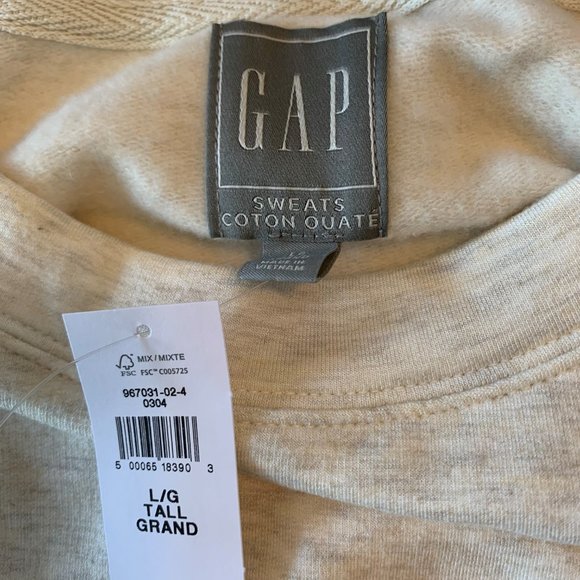 GAP
SWEATS
COTON OUATÉ
MADE IN
VIETNAM
MIX / MIXTE
FSC
FSC™ C005725
967031-02-4
0304
5 00065 18390 3
L/G
TALL
GRAND